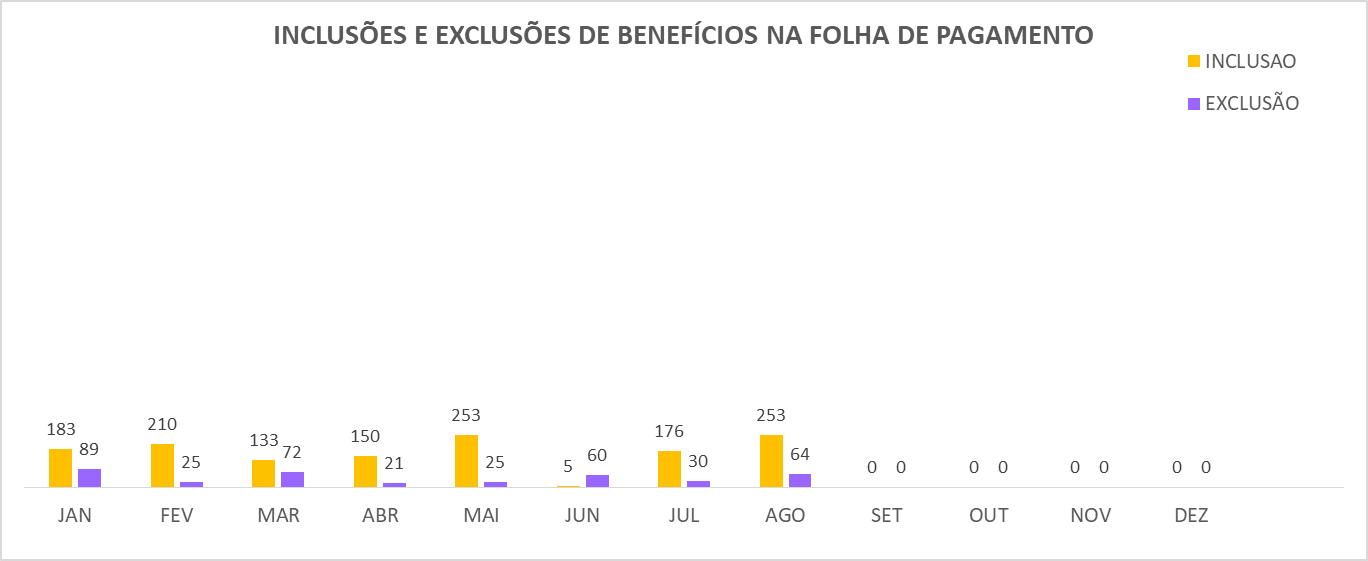 INCLUSÕES E EXCLUSÕES DE BENEFÍCIOS NA FOLHA DE PAGAMENTO
INCLUSAO
EXCLUSÃO
183 89 210 25 133 72 150 21 253 25 5 60 176 30 253 64 0 0 0 0 0 0 0 0
JAN FEV MAR ABR MAI JUN JUL AGO SET OUT NOV DEZ